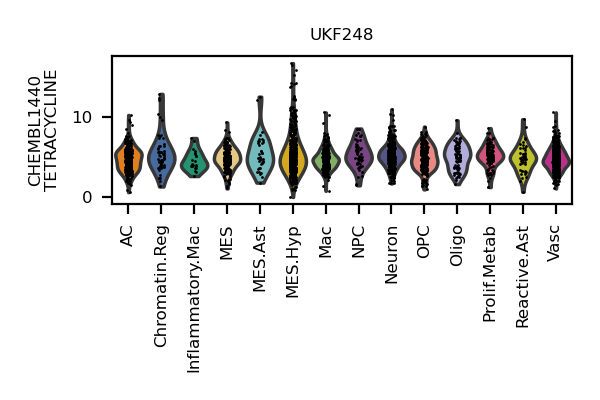 UKF248
CHEMBL1440
TETRACYCLINE
10
0
AC
Chromatin.Reg
Inflammatory.Mac
MES
MES.Ast
MES.Hyp
Mac
NPC
Neuron
OPC
Oligo
Prolif.Metab
Reactive.Ast
Vasc